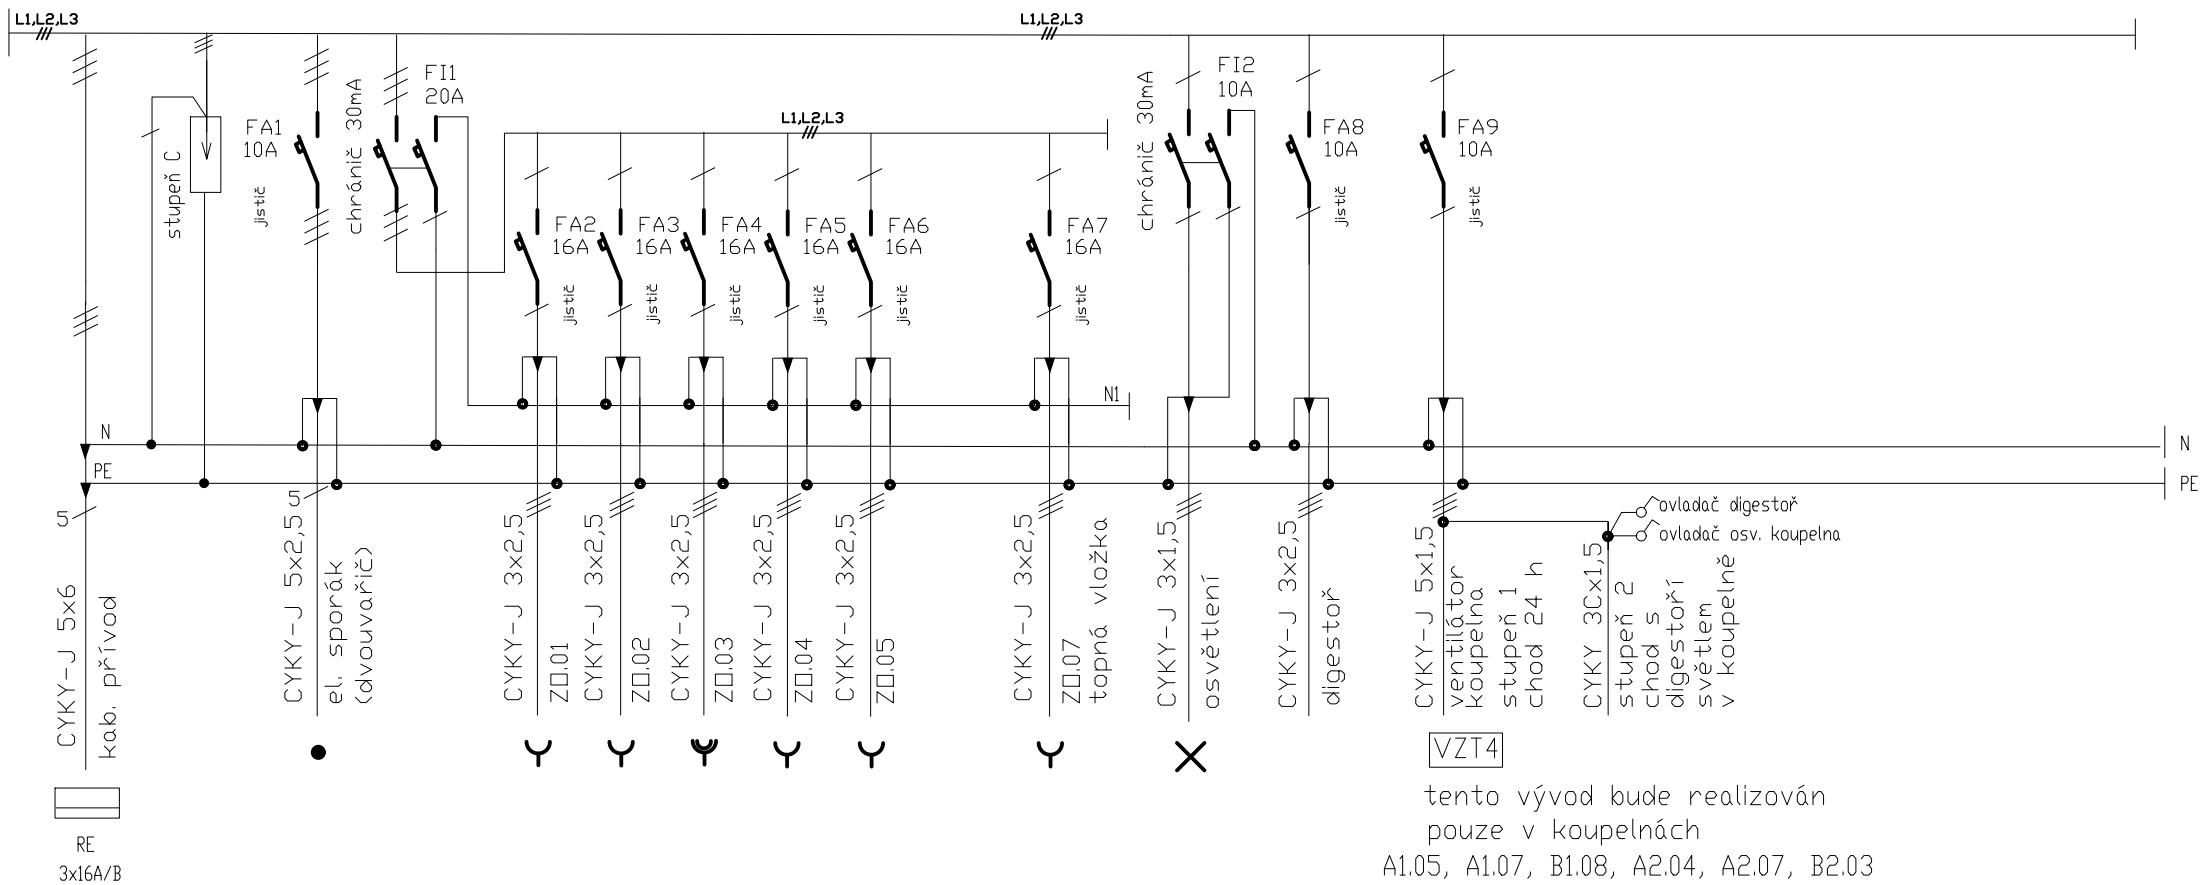 L1,L2,L3
L1,L2,L3
stupeň C
FA1
10A
jistič
chránič 30mA
FI1
20A
L1,L2,L3
FA2
16A
jistič
FA3
16A
jistič
FA4
16A
jistič
FA5
16A
jistič
FA6
16A
jistič
FA7
16A
jistič
chránič 30mA
FI2
10A
FA8
10A
jistič
FA9
10A
jistič
N1
N
N
PE
PE
5
CYKY-J 5x6
kab. přívod
5
CYKY-J 5x2,5
el. sporák
(dvouvařič)
CYKY-J 3x2,5
ZO.01
CYKY-J 3x2,5
ZO.02
CYKY-J 3x2,5
ZO.03
CYKY-J 3x2,5
ZO.04
CYKY-J 3x2,5
ZO.05
CYKY-J 3x2,5
ZO.07
topná vložka
CYKY-J 3x1,5
osvětlení
CYKY-J 3x2,5
digestoř
CYKY-J 5x1,5
ventilátor
koupelna
stupeň 1
chod 24 h
ovladač digestoř
ovladač osv. koupelna
CYKY 3Cx1,5
stupeň 2
chod s
digestoří
světlem
v koupelně
RE
3x16A/B
VZT4
tento vývod bude realizován
pouze v koupelnách
A1.05, A1.07, B1.08, A2.04, A2.07, B2.03